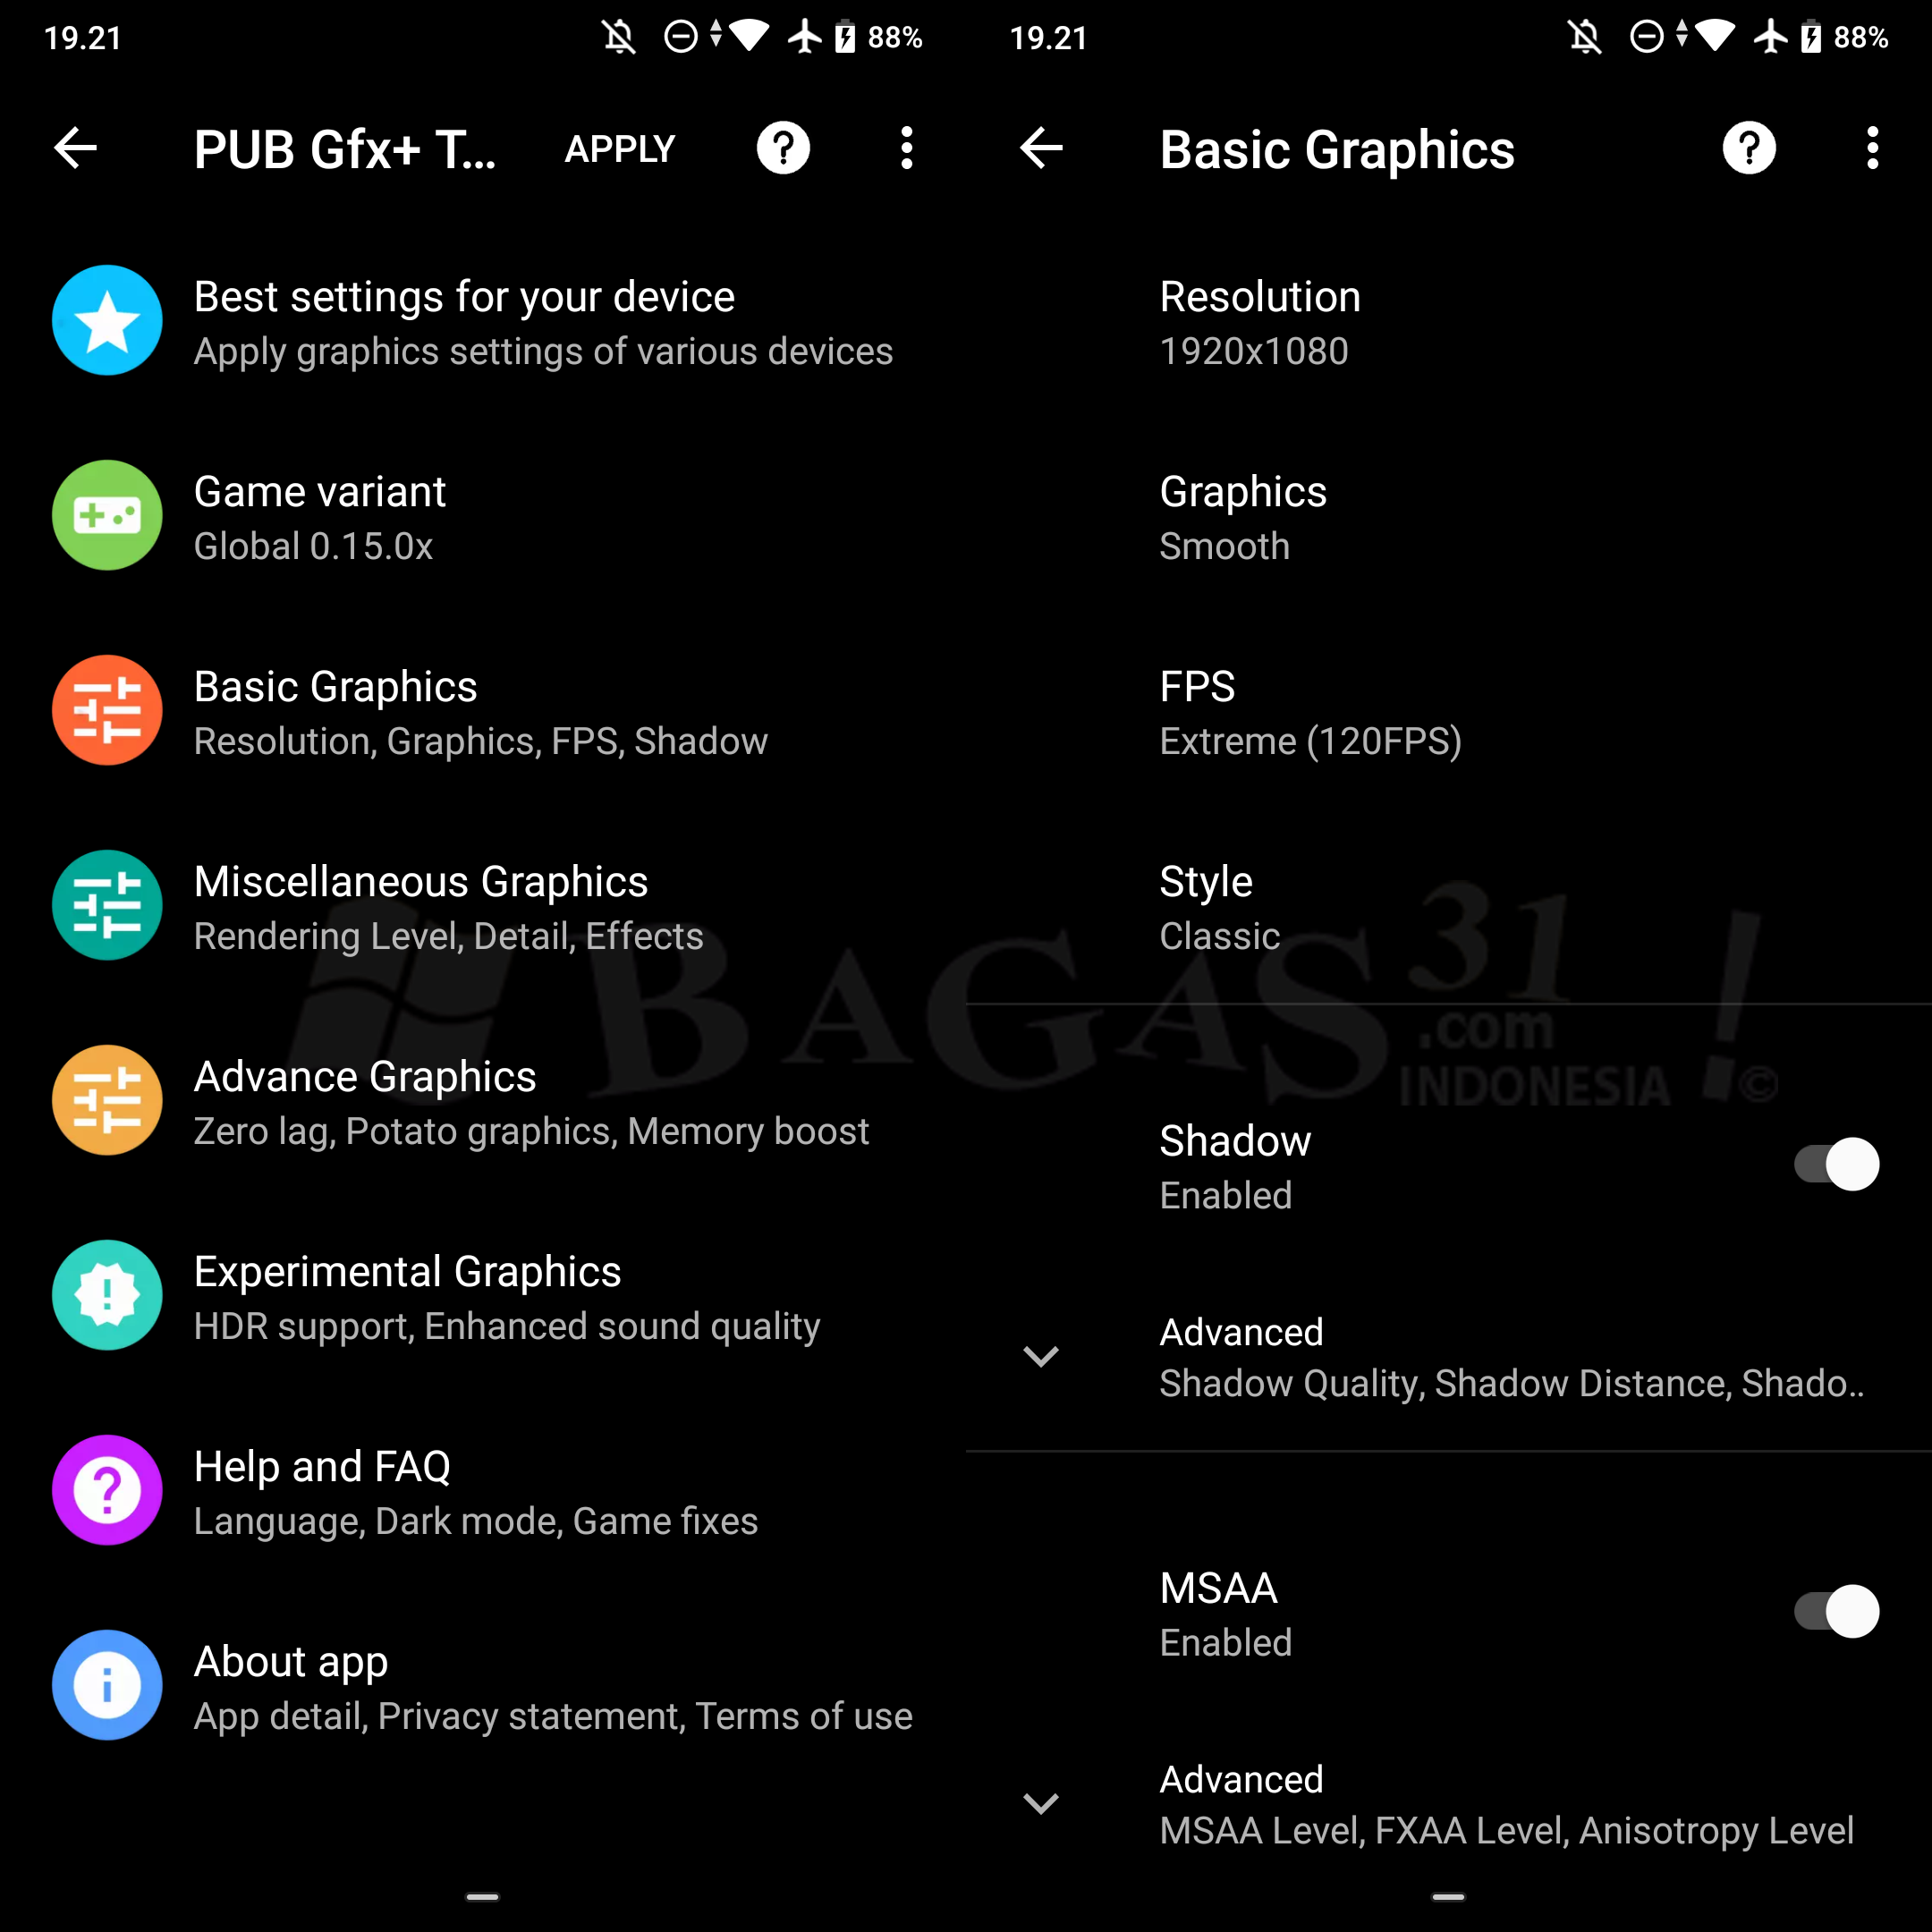 19.21
88%
PUB Gfx+ T...
APPLY
Best settings for your device
Apply graphics settings of various devices
Game variant
Global 0.15.0x
Basic Graphics
Resolution, Graphics, FPS, Shadow
Miscellaneous Graphics
Rendering Level, Detail, Effects
Advance Graphics
Zero lag, Potato graphics, Memory boost
Experimental Graphics
HDR support, Enhanced sound quality
Help and FAQ
Language, Dark mode, Game fixes
About app
App detail, Privacy statement, Terms of use
19.21
88%
Basic Graphics
Resolution
1920x1080
Graphics
Smooth
FPS
Extreme (120FPS)
Style
Classic
Shadow
Enabled
Advanced
Shadow Quality, Shadow Distance, Shado..
MSAA
Enabled
Advanced
MSAA Level, FXAA Level, Anisotropy Level
BAGAS31!
.com
INDONESIA ©